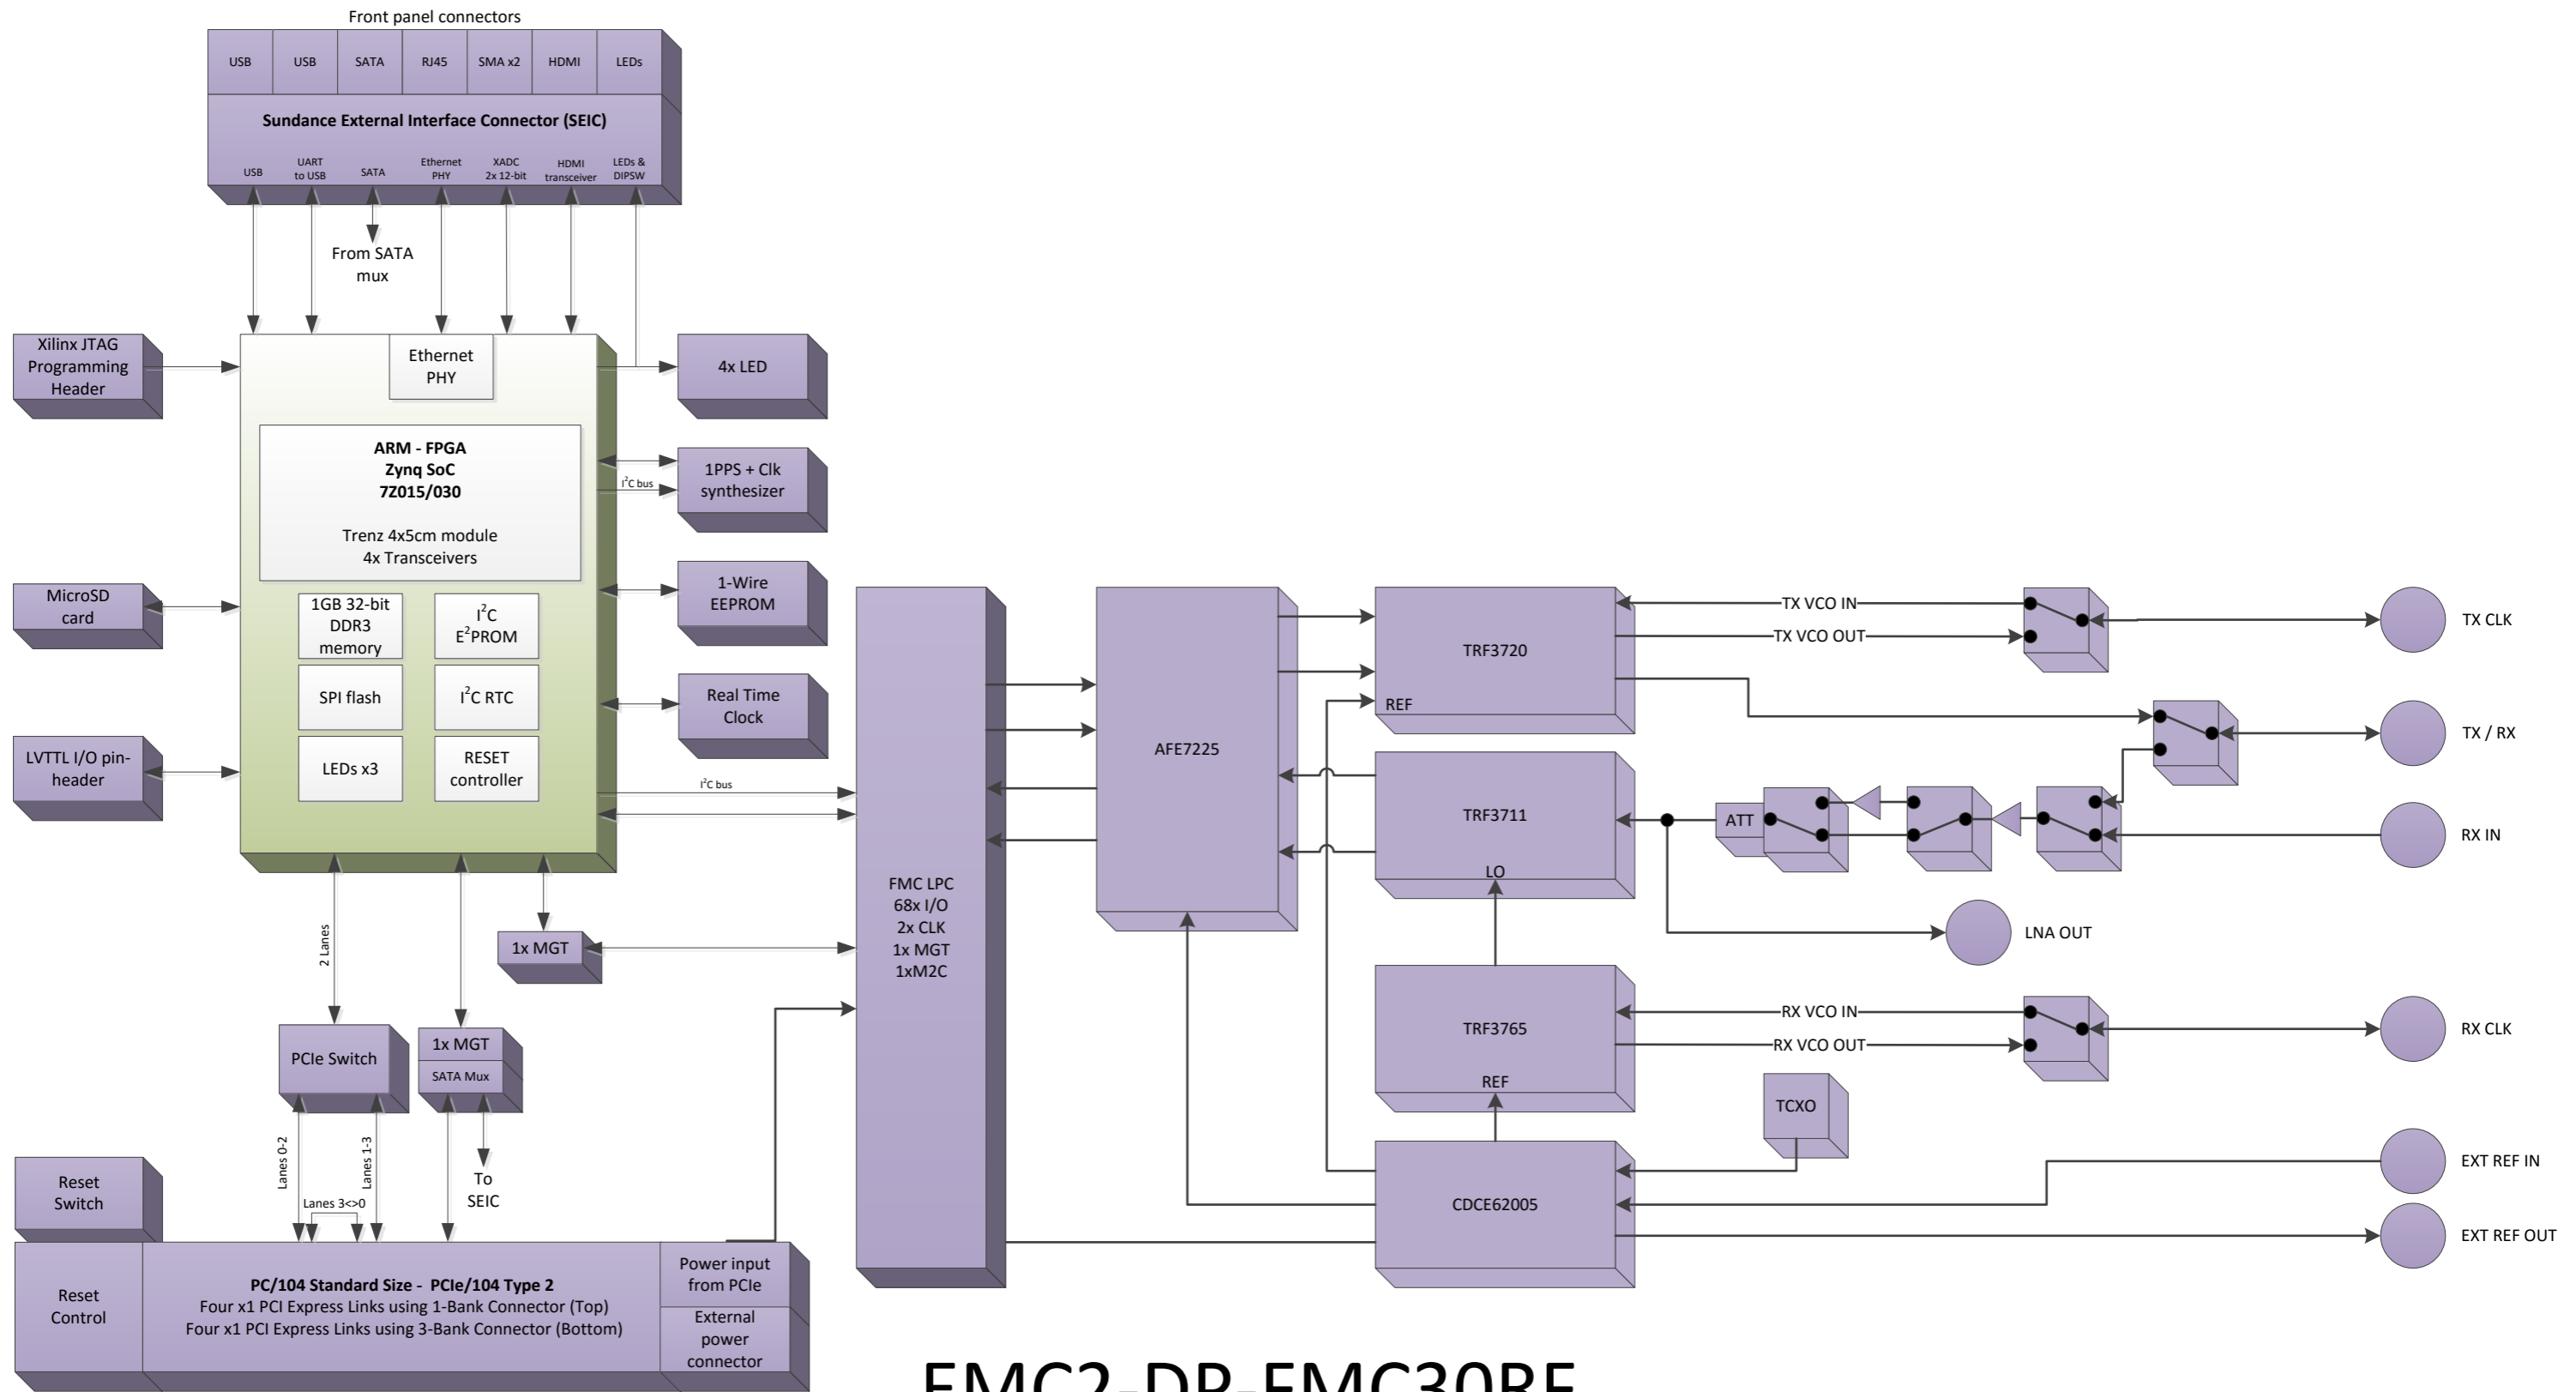 Front panel connectors
USB
USB
SATA
RJ45
SMA x2
HDMI
LEDs
Sundance External Interface Connector (SEIC)
USB
UART
to USB
SATA
Ethernet
PHY
XADC
2x 12-bit
HDMI
transceiver
LEDs &
DIPSW
From SATA
mux
Xilinx JTAG
Programming
Header
Ethernet
PHY
4x LED
ARM - FPGA
Zynq SoC
7Z015/030
Trenz 4x5cm module
4x Transceivers
1PPS + Clk
synthesizer
I²C bus
1-Wire
EEPROM
MicroSD
card
1GB 32-bit
DDR3
memory
I²C
E²PROM
SPI flash
I²C RTC
Real Time
Clock
LVTTL I/O pin-
header
LEDs x3
RESET
controller
I²C bus
FMC LPC
68x I/O
2x CLK
1x MGT
1xM2C
AFE7225
TRF3720
REF
TX VCO IN
TX VCO OUT
TX CLK
TX / RX
TRF3711
LO
ATT
RX IN
LNA OUT
2 Lanes
1x MGT
TRF3765
REF
RX VCO IN
RX VCO OUT
RX CLK
PCIe Switch
1x MGT
SATA Mux
TCXO
Lanes 0-2
Lanes 1-3
Lanes 3<>0
To
SEIC
CDCE62005
EXT REF IN
EXT REF OUT
Reset
Switch
Reset
Control
PC/104 Standard Size - PCIe/104 Type 2
Four x1 PCI Express Links using 1-Bank Connector (Top)
Four x1 PCI Express Links using 3-Bank Connector (Bottom)
Power input
from PCIe
External
power
connector
EMC2-DP-FMC30RF